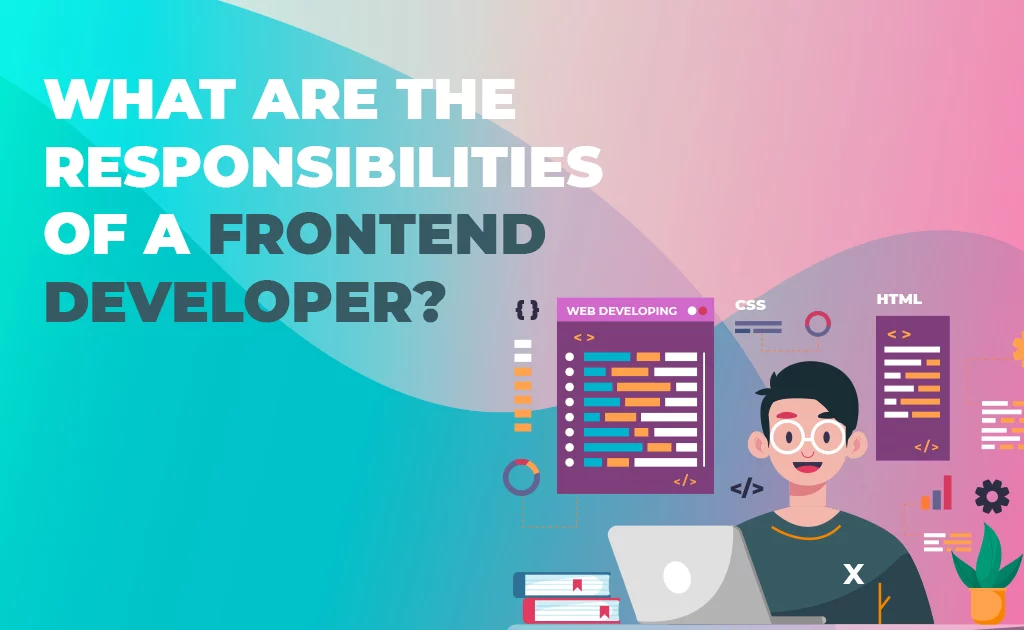 WHAT ARE THE
RESPONSIBILITIES
OF A FRONTEND
DEVELOPER?
{ }
WEB DEVELOPING
< >
</>
CSS
HTML
< >
</>
</>
X